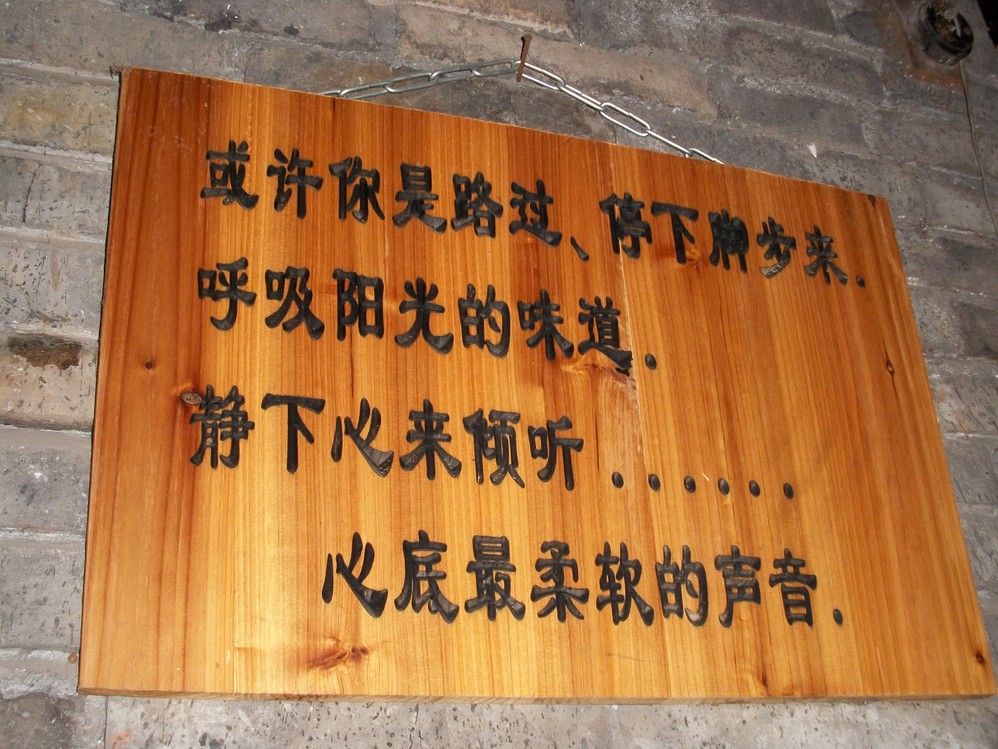 或许你是路过、停下脚步来.
呼吸阳光的味道.
静下心来倾听......
心底最柔软的声音.